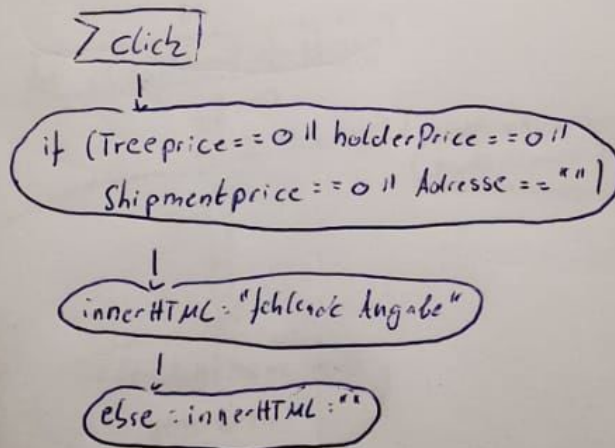 click
if (Treeprice == 0 || holderPrice == 0 ||
Shipmentprice == 0 || Adresse == "")
innerHTML = "fehlende Angabe"
else = innerHTML = ""